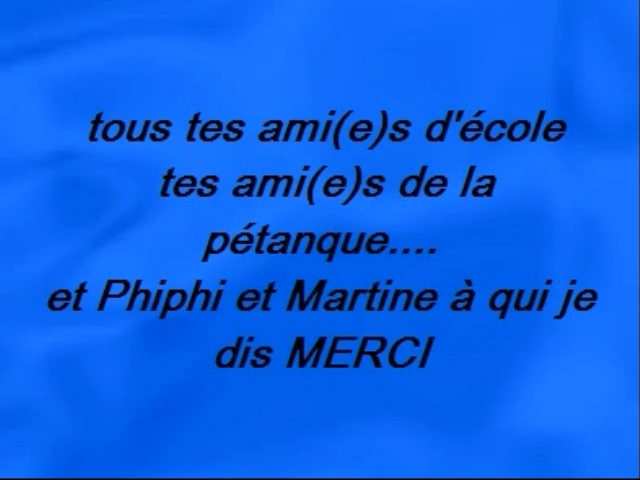 tous tes ami(e)s d'école
tes ami(e)s de la
pétanque....
et Phiphi et Martine à qui je
dis MERCI